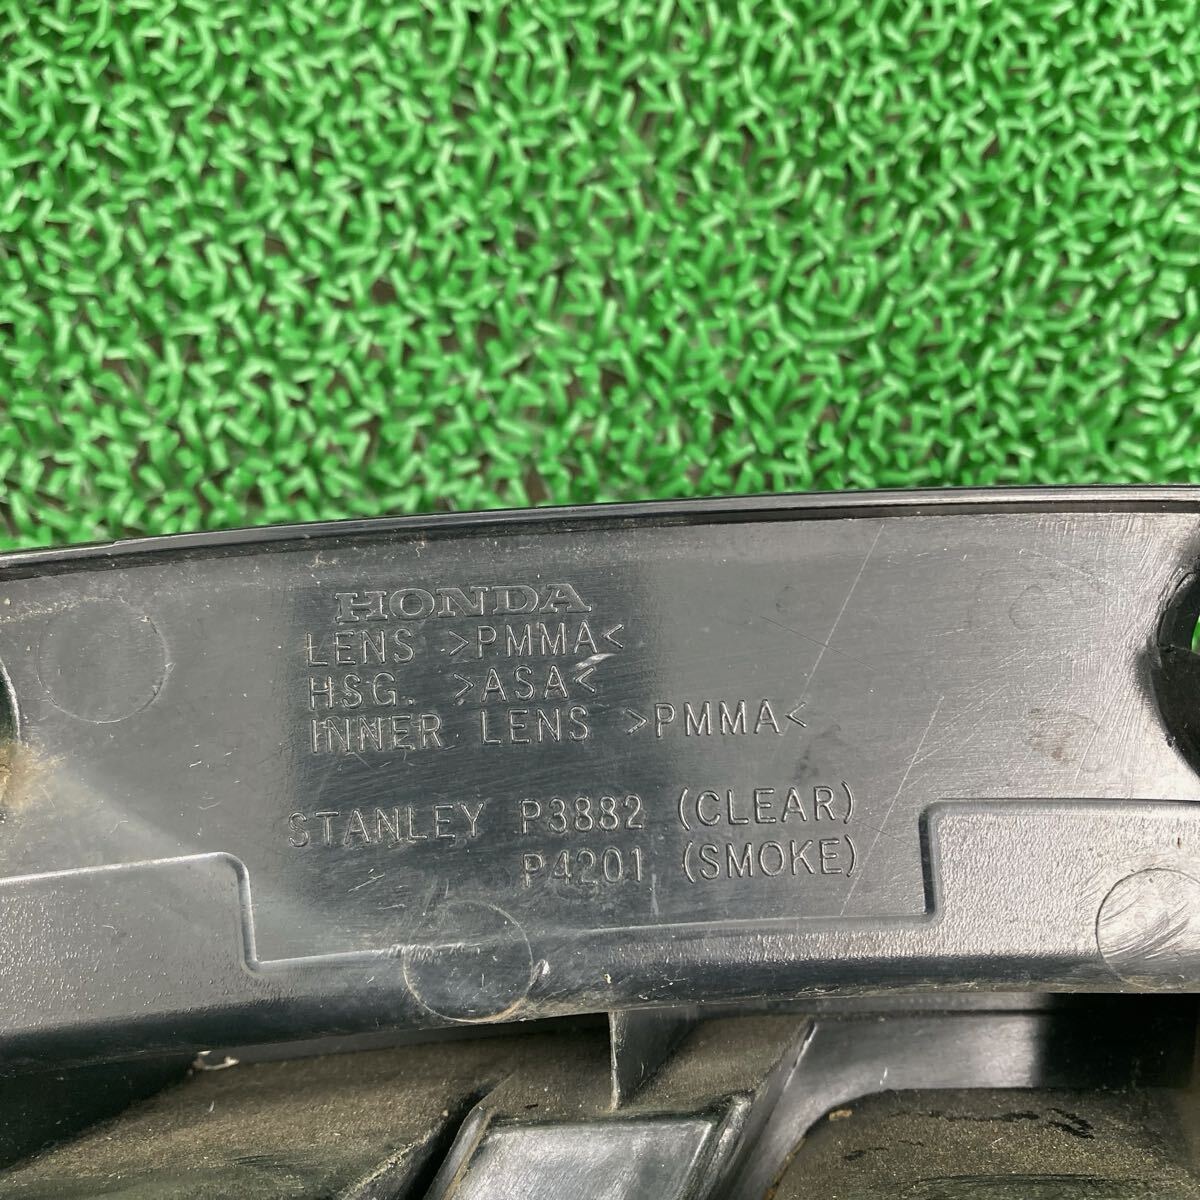 HONDA
LENS >PMMA<
HSG. >ASA<
INNER LENS >PMMA<
STANLEY P3882 (CLEAR)
P4201 (SMOKE)